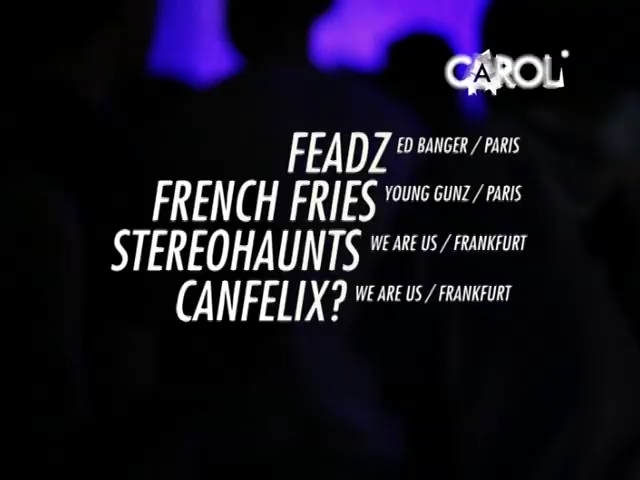 CAROLI
FEADZ ED BANGER / PARIS
FRENCH FRIES YOUNG GUNZ / PARIS
STEREOHAUNTS WE ARE US / FRANKFURT
CANFELIX? WE ARE US / FRANKFURT